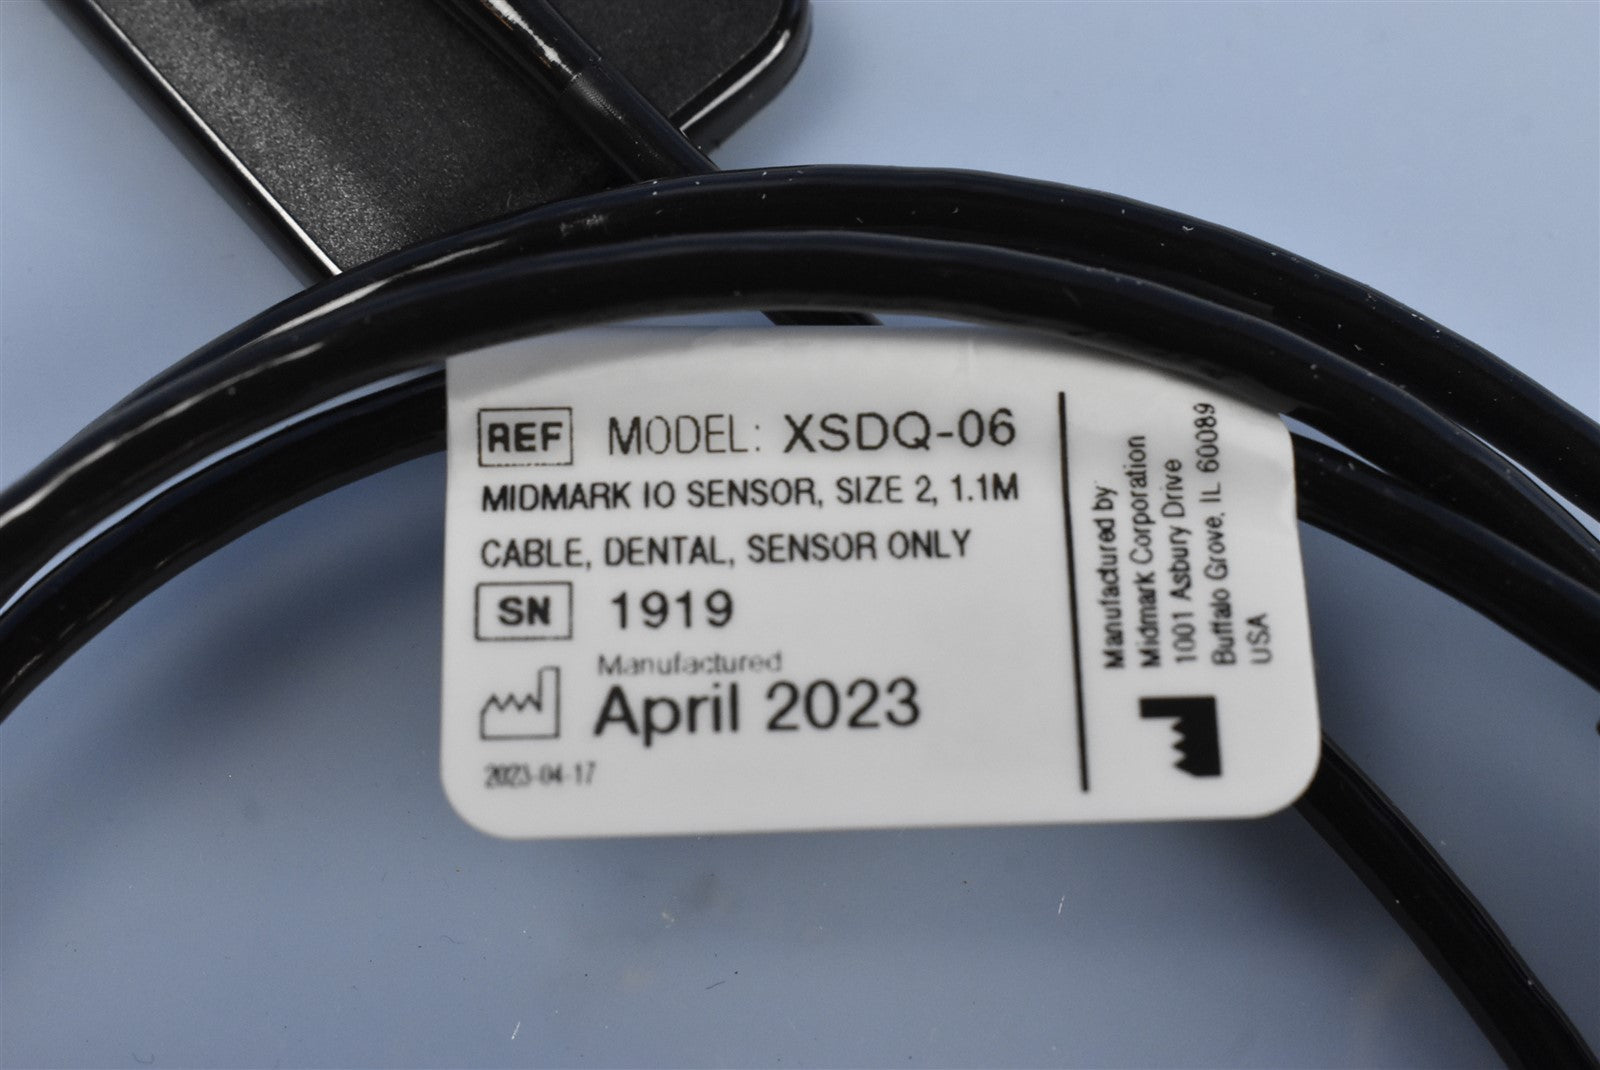 REF MODEL: XSDQ-06
MIDMARK IO SENSOR, SIZE 2, 1.1M
CABLE, DENTAL, SENSOR ONLY
SN 1919
Manufactured
April 2023
2023-04-17
Manufactured by
Midmark Corporation
1001 Asbury Drive
Buffalo Grove, IL 60089
USA